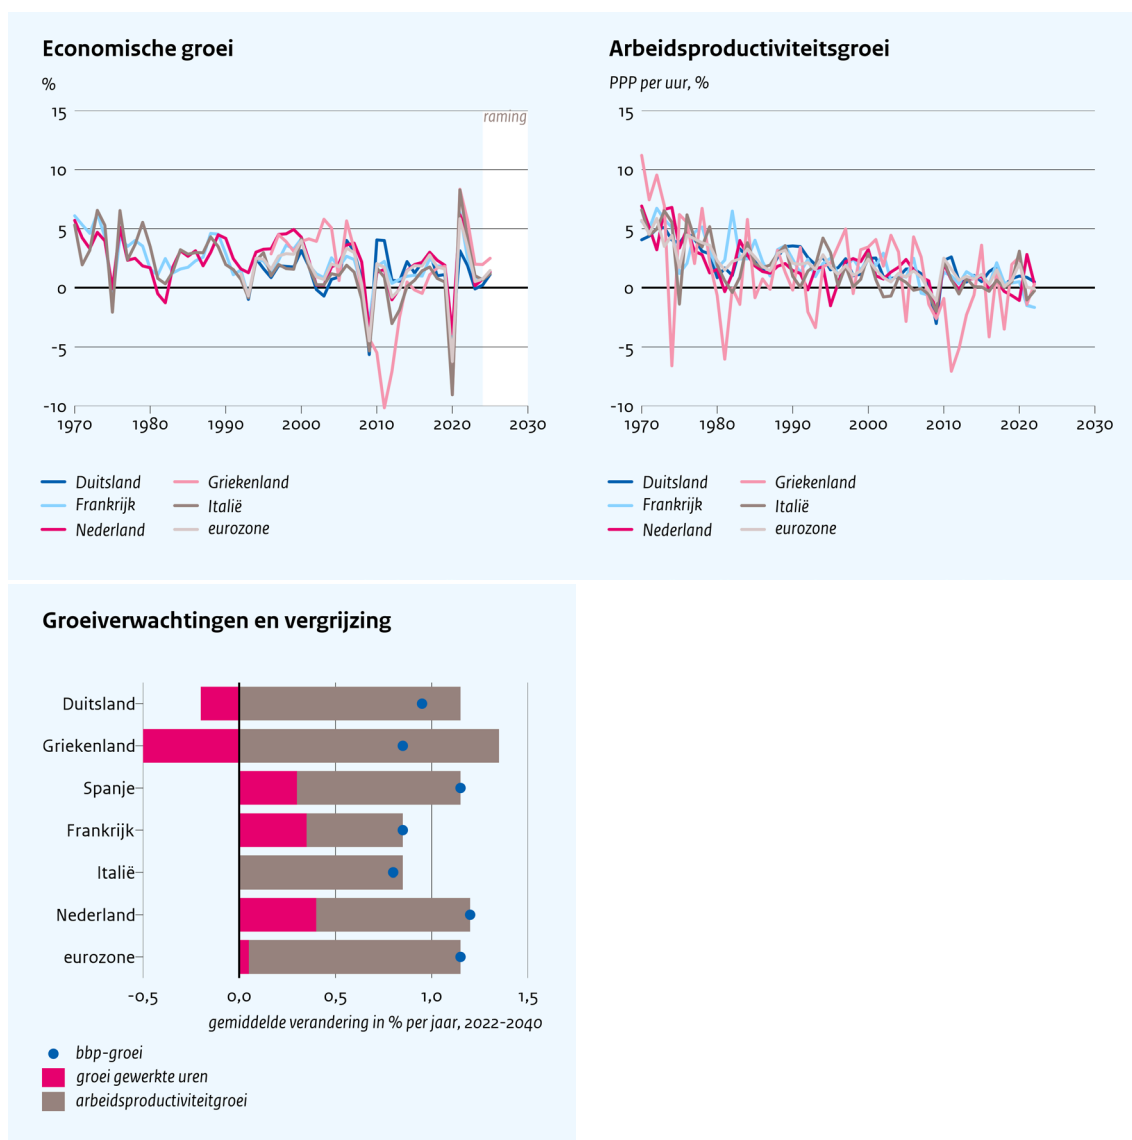 Economische groei
%
15
raming
10
5
0
-5
-10
1970 1980 1990 2000 2010 2020 2030
Duitsland
Frankrijk
Nederland
Griekenland
Italië
eurozone
Arbeidsproductiviteitsgroei
PPP per uur, %
15
10
5
0
-5
-10
1970 1980 1990 2000 2010 2020 2030
Duitsland
Frankrijk
Nederland
Griekenland
Italië
eurozone
Groeiverwachtingen en vergrijzing
Duitsland
Griekenland
Spanje
Frankrijk
Italië
Nederland
eurozone
-0,5 0,0 0,5 1,0 1,5
gemiddelde verandering in % per jaar, 2022-2040
bbp-groei
groei gewerkte uren
arbeidsproductiviteitgroei